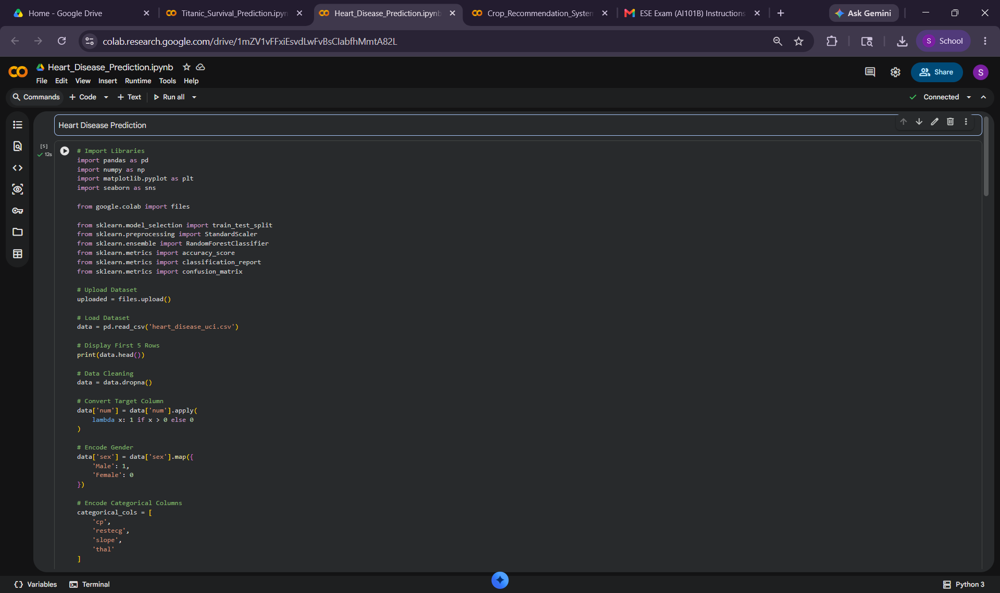 Home - Google Drive
Titanic_Survival_Prediction.ipyn
Heart_Disease_Prediction.ipynb
Crop_Recommendation_System
ESE Exam (AI101B) Instructions
Ask Gemini
colab.research.google.com/drive/1mZV1vFFxiEsvdLwFvBsClabfhMmtA82L
S School
Heart_Disease_Prediction.ipynb
File Edit View Insert Runtime Tools Help
Share
S
Commands + Code + Text Run all
Connected
Heart Disease Prediction
[5]
12s
# Import Libraries
import pandas as pd
import numpy as np
import matplotlib.pyplot as plt
import seaborn as sns
from google.colab import files
from sklearn.model_selection import train_test_split
from sklearn.preprocessing import StandardScaler
from sklearn.ensemble import RandomForestClassifier
from sklearn.metrics import accuracy_score
from sklearn.metrics import classification_report
from sklearn.metrics import confusion_matrix
# Upload Dataset
uploaded = files.upload()
# Load Dataset
data = pd.read_csv('heart_disease_uci.csv')
# Display First 5 Rows
print(data.head())
# Data Cleaning
data = data.dropna()
# Convert Target Column
data['num'] = data['num'].apply(
    lambda x: 1 if x > 0 else 0
)
# Encode Gender
data['sex'] = data['sex'].map({
    'Male': 1,
    'Female': 0
})
# Encode Categorical Columns
categorical_cols = [
    'cp',
    'restecg',
    'slope',
    'thal'
]
Variables
Terminal
Python 3